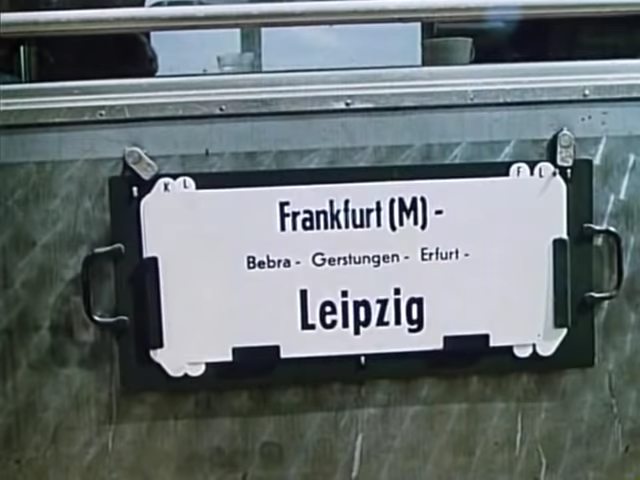 K L F L
Frankfurt (M) -
Bebra - Gerstungen - Erfurt -
Leipzig